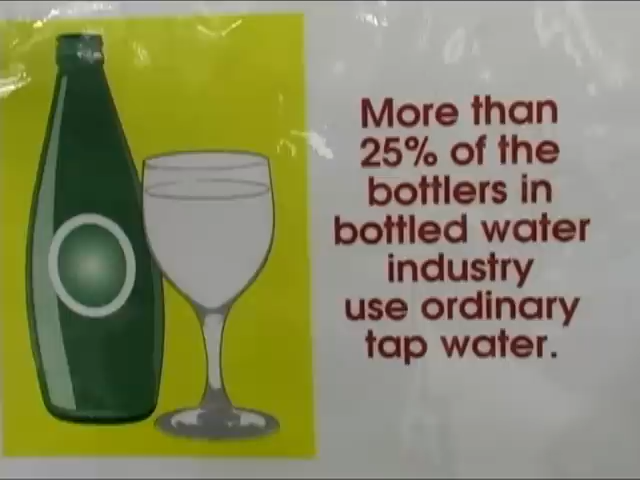 More than
25% of the
bottlers in
bottled water
industry
use ordinary
tap water.